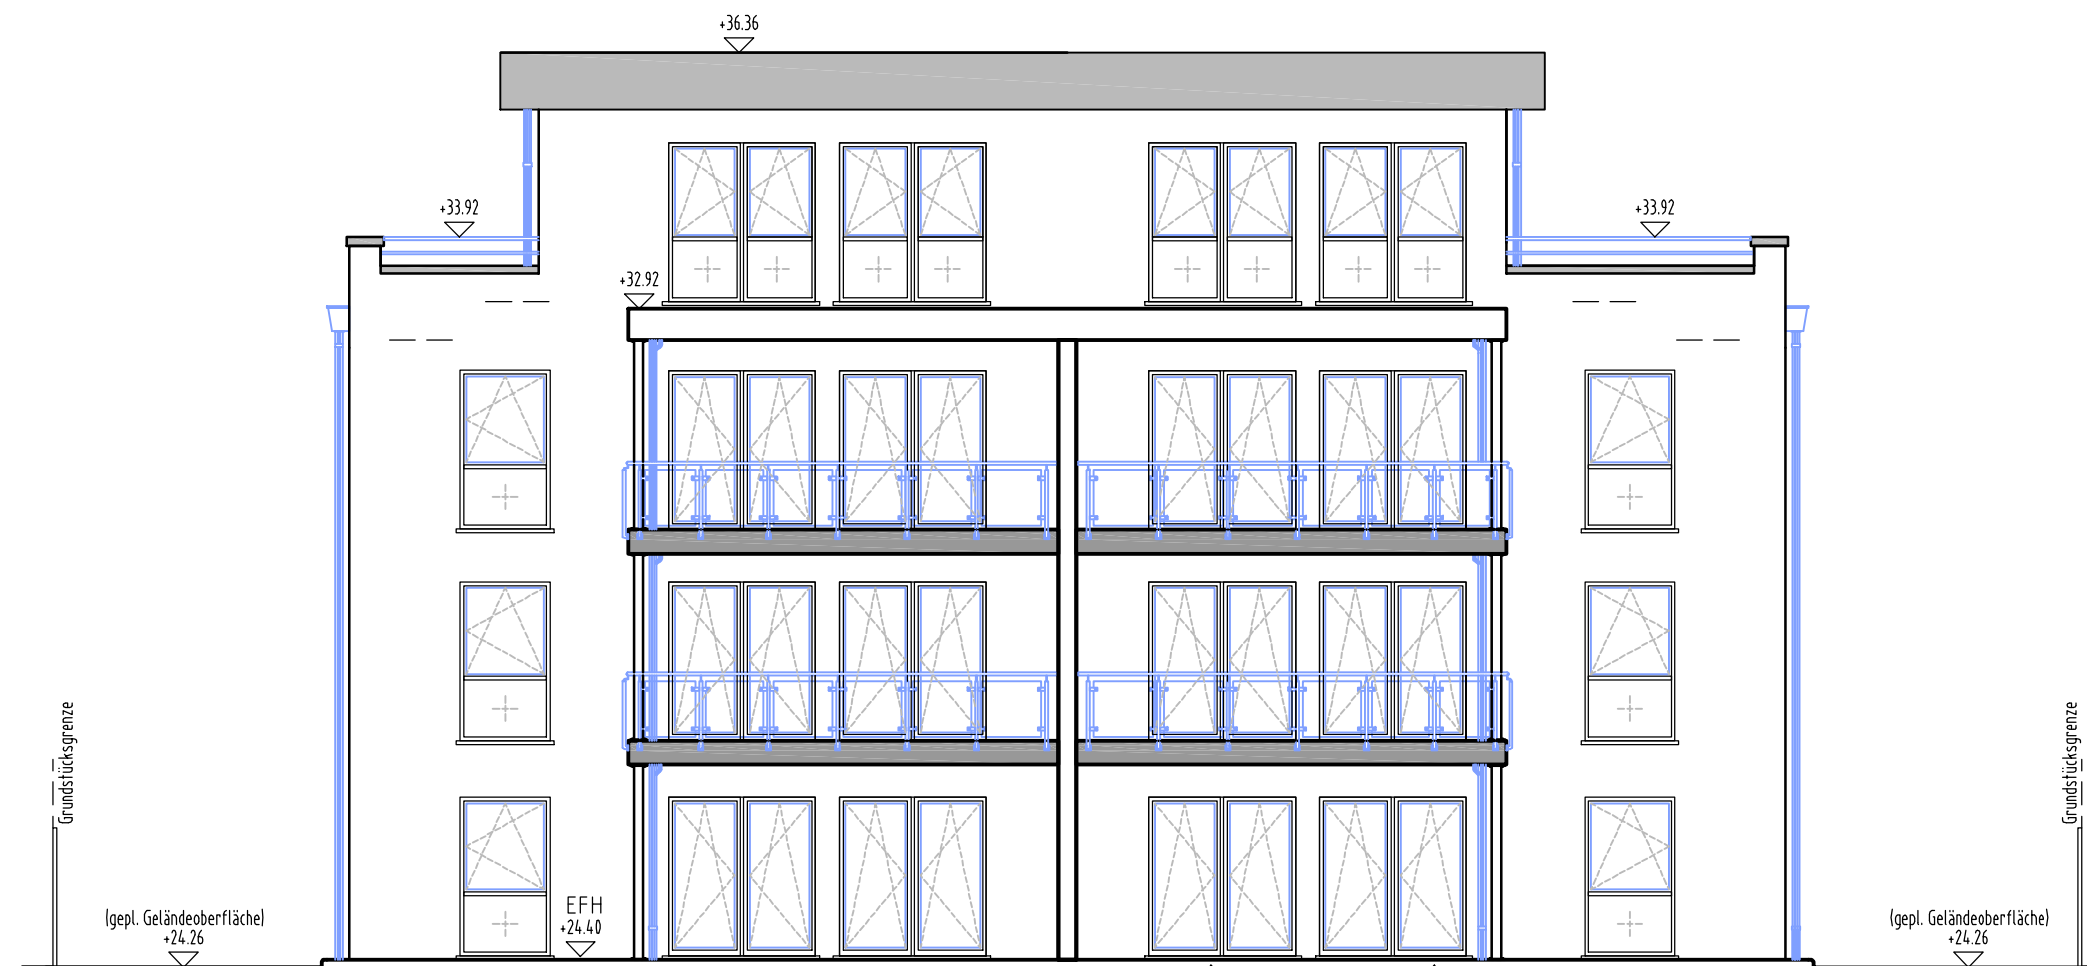 +36.36
+33.92
+33.92
+32.92
Grundstücksgrenze
Grundstücksgrenze
EFH
+24.40
(gepl. Geländeoberfläche)
+24.26
(gepl. Geländeoberfläche)
+24.26